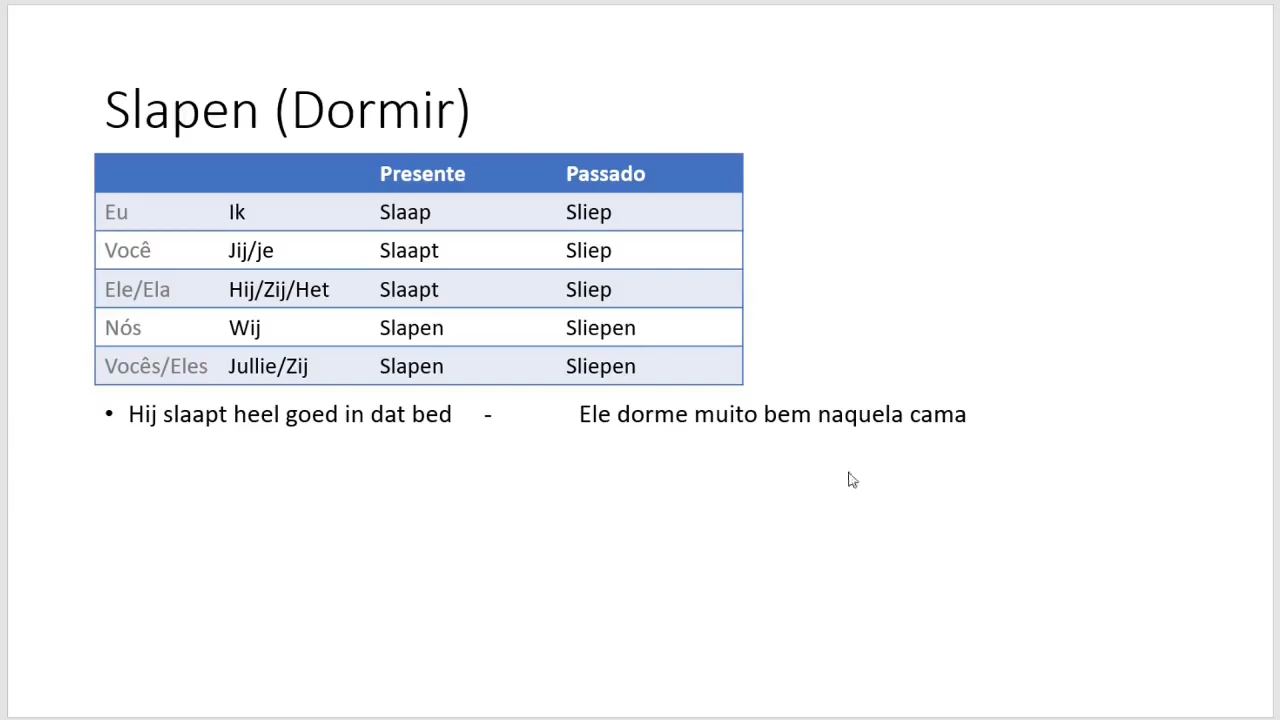 Slapen (Dormir)
Presente Passado
Eu Ik Slaap Sliep
Você Jij/je Slaapt Sliep
Ele/Ela Hij/Zij/Het Slaapt Sliep
Nós Wij Slapen Sliepen
Vocês/Eles Jullie/Zij Slapen Sliepen
• Hij slaapt heel goed in dat bed - Ele dorme muito bem naquela cama